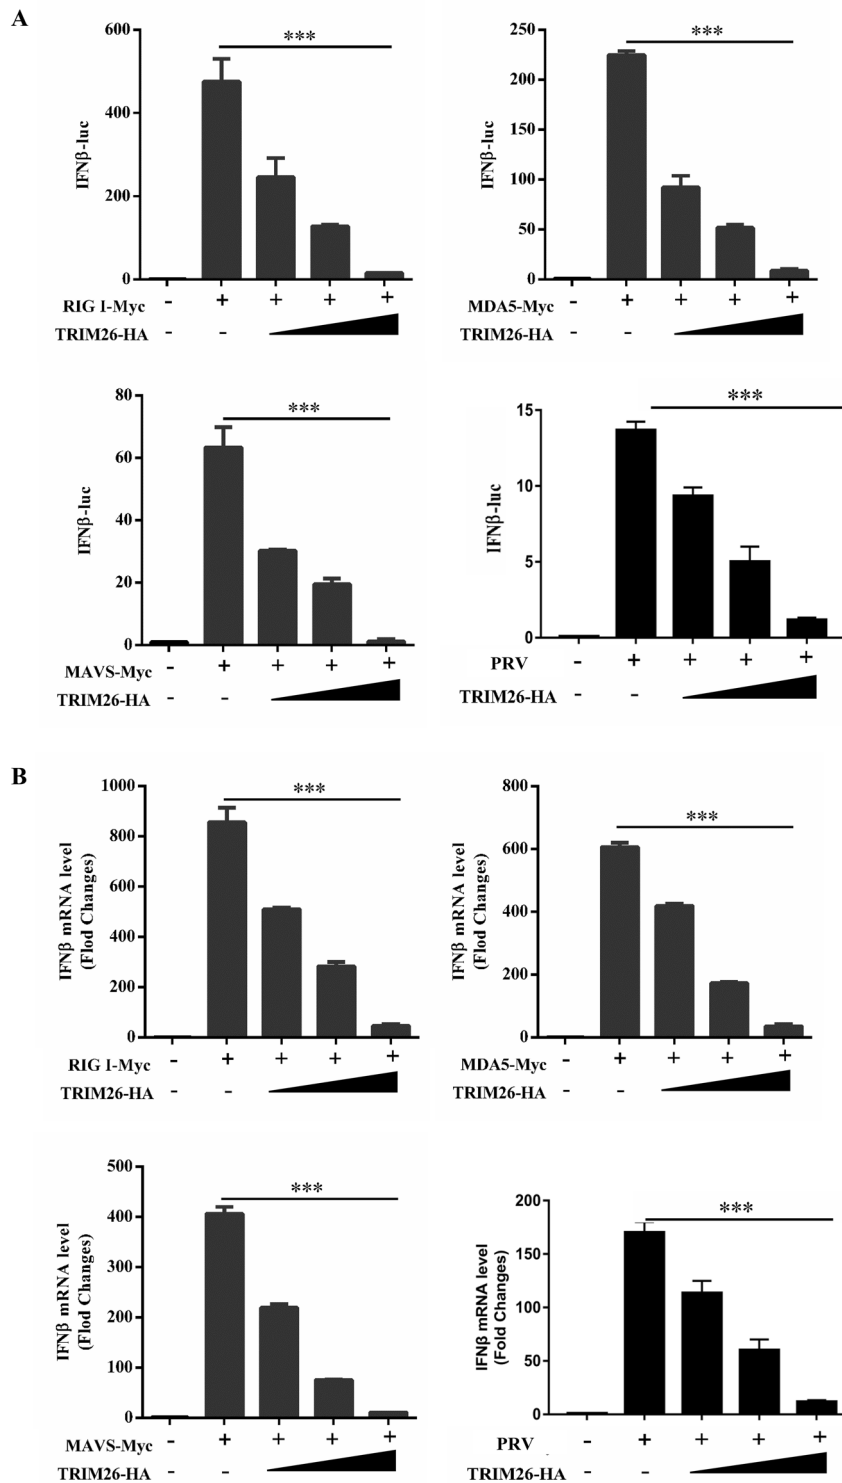 A
600
400
200
0
IFNβ-luc
***
RIG I-Myc - + + + +
TRIM26-HA - -
250
200
150
100
50
0
IFNβ-luc
***
MDA5-Myc - + + + +
TRIM26-HA - -
80
60
40
20
0
IFNβ-luc
***
MAVS-Myc - + + + +
TRIM26-HA - -
15
10
5
0
IFNβ-luc
***
PRV - + + + +
TRIM26-HA - -
B
1000
800
600
400
200
0
IFNβ mRNA level
(Flod Changes)
***
RIG I-Myc - + + + +
TRIM26-HA - -
800
600
400
200
0
IFNβ mRNA level
(Flod Changes)
***
MDA5-Myc - + + + +
TRIM26-HA - -
500
400
300
200
100
0
IFNβ mRNA level
(Flod Changes)
***
MAVS-Myc - + + + +
TRIM26-HA - -
200
150
100
50
0
IFNβ mRNA level
(Fold Changes)
***
PRV - + + + +
TRIM26-HA - -